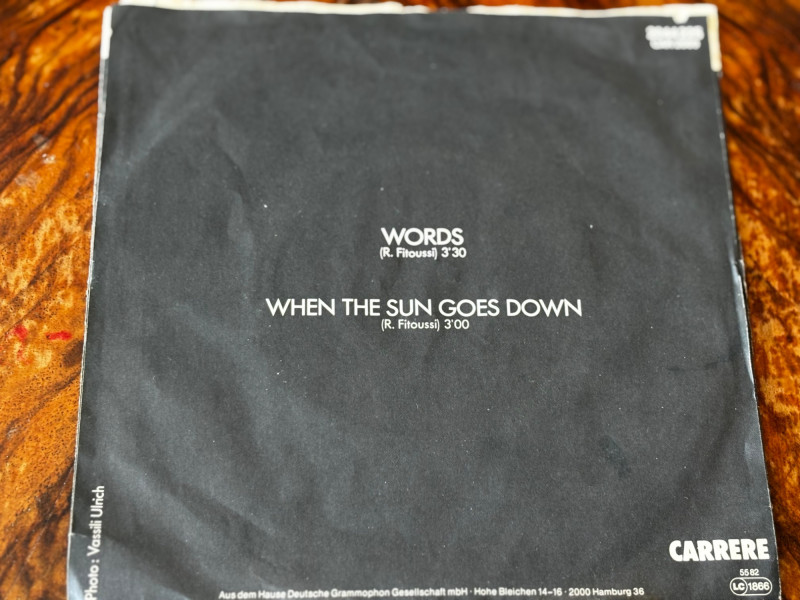 WORDS
(R. Fitoussi) 3'30
WHEN THE SUN GOES DOWN
(R. Fitoussi) 3'00
Photo: Vassili Ulrich
CARRERE
5582
LC 1866
Aus dem Hause Deutsche Grammophon Gesellschaft mbH · Hohe Bleichen 14–16 · 2000 Hamburg 36